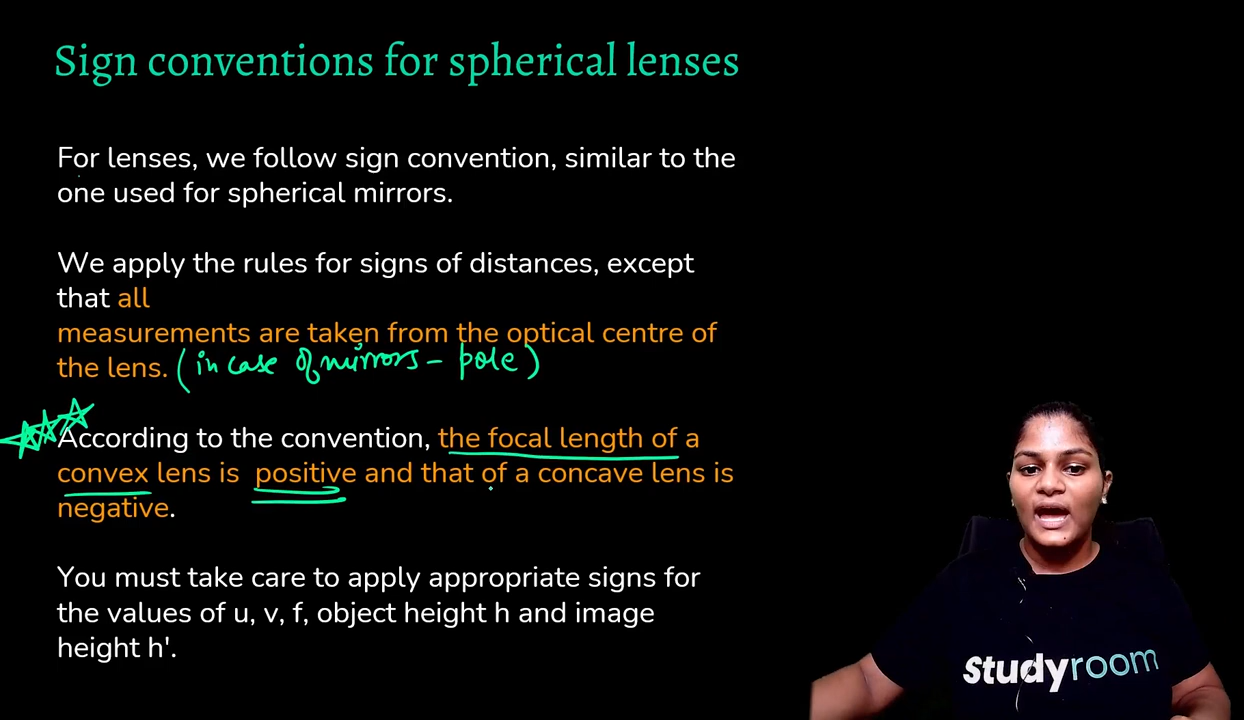 Sign conventions for spherical lenses
For lenses, we follow sign convention, similar to the
one used for spherical mirrors.
We apply the rules for signs of distances, except
that all
measurements are taken from the optical centre of
the lens. (in case of mirrors - pole)
According to the convention, the focal length of a
convex lens is positive and that of a concave lens is
negative.
You must take care to apply appropriate signs for
the values of u, v, f, object height h and image
height h'.
Studyroom